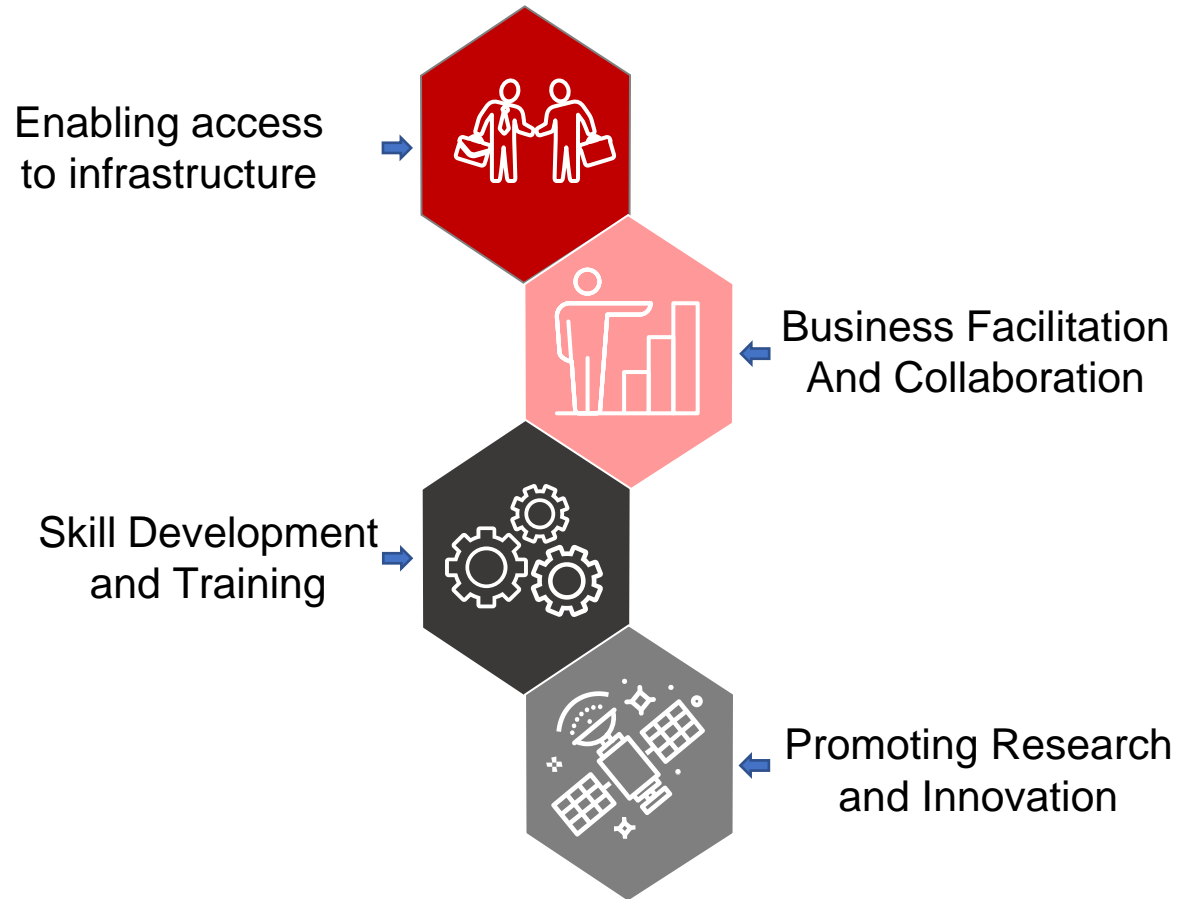 Enabling access
to infrastructure
Business Facilitation
And Collaboration
Skill Development
and Training
Promoting Research
and Innovation